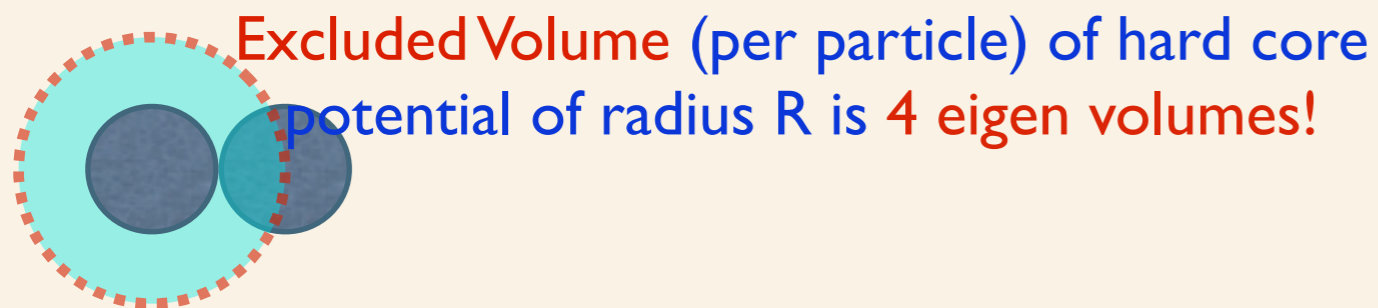 Excluded Volume (per particle) of hard core
potential of radius R is 4 eigen volumes!